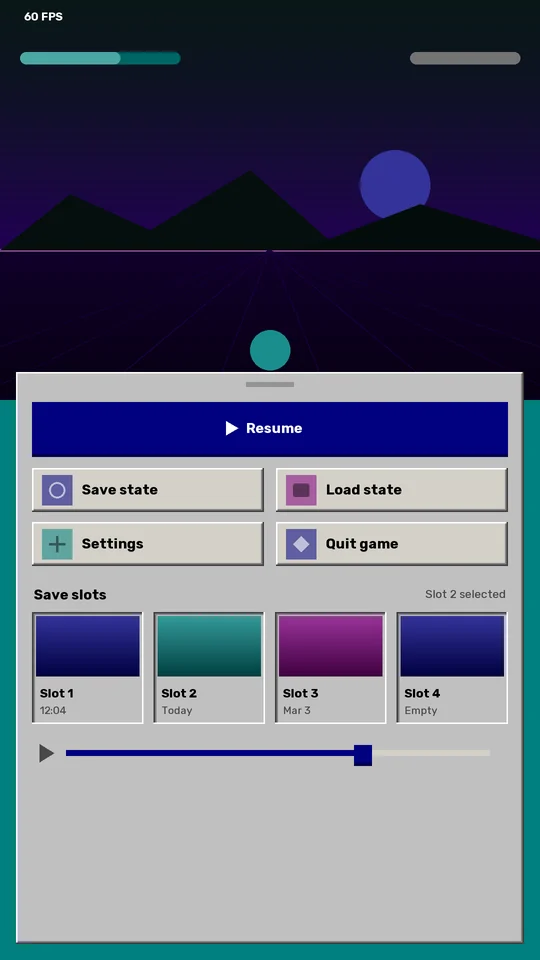 60 FPS
Resume
Save state
Load state
Settings
Quit game
Save slots
Slot 2 selected
Slot 1
Slot 2
Slot 3
Slot 4
12:04
Today
Mar 3
Empty